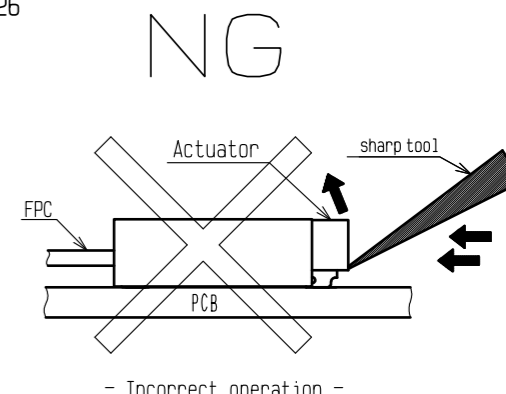 26
NG
Actuator
sharp tool
FPC
PCB
- Incorrect operation -